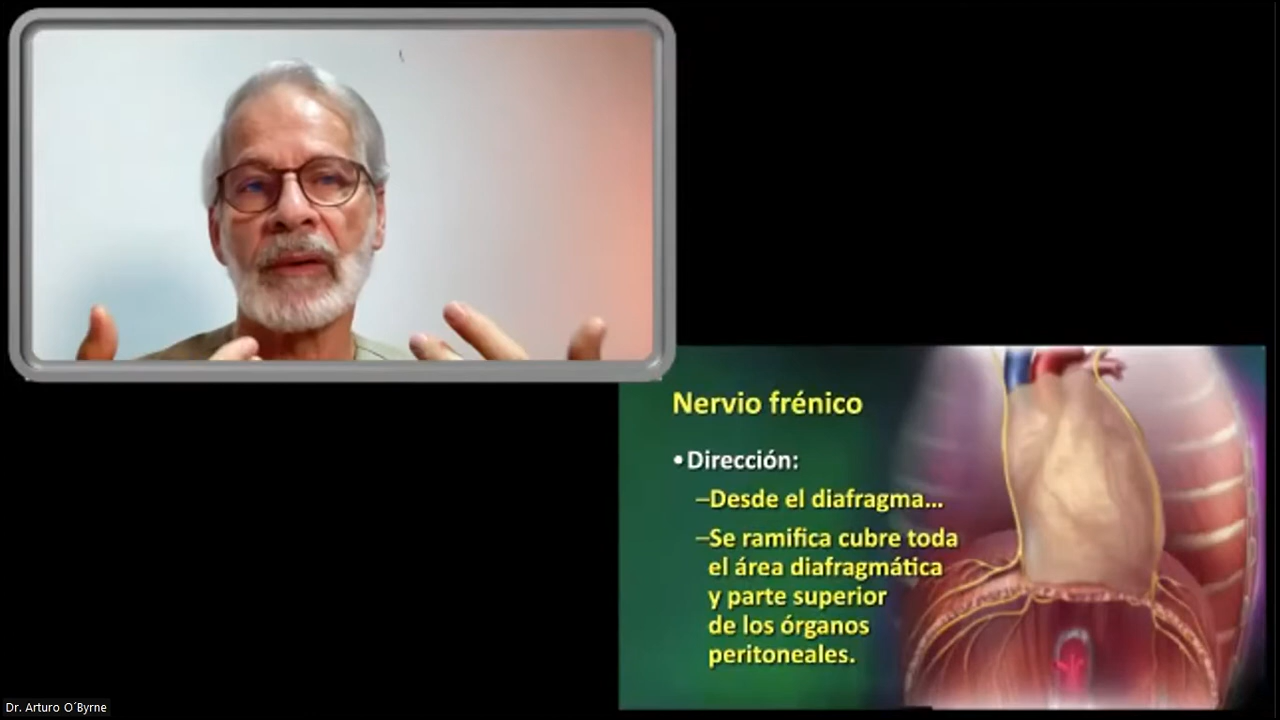 Nervio frénico
•Dirección:
–Desde el diafragma...
–Se ramifica cubre toda
el área diafragmática
y parte superior
de los órganos
peritoneales.
Dr. Arturo O´Byrne